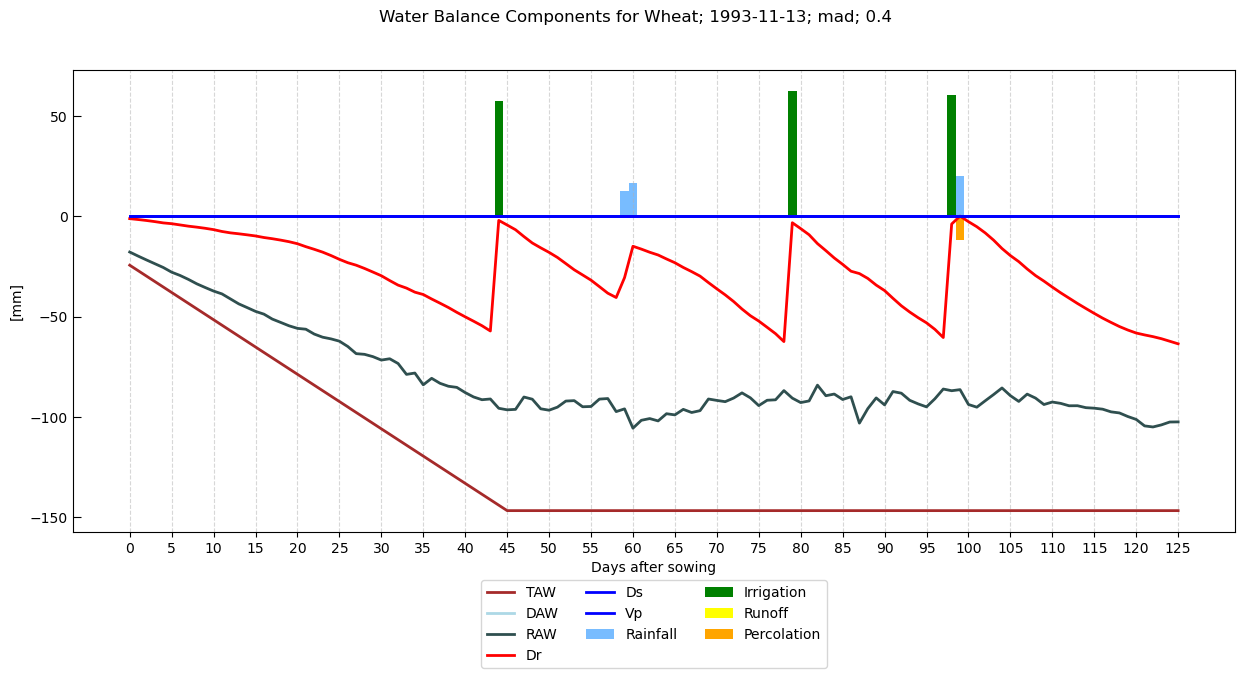 Water Balance Components for Wheat; 1993-11-13; mad; 0.4
50
0
−50
−100
−150
[mm]
0 5 10 15 20 25 30 35 40 45 50 55 60 65 70 75 80 85 90 95 100 105 110 115 120 125
Days after sowing
TAW Ds Irrigation
DAW Vp Runoff
RAW Rainfall Percolation
Dr